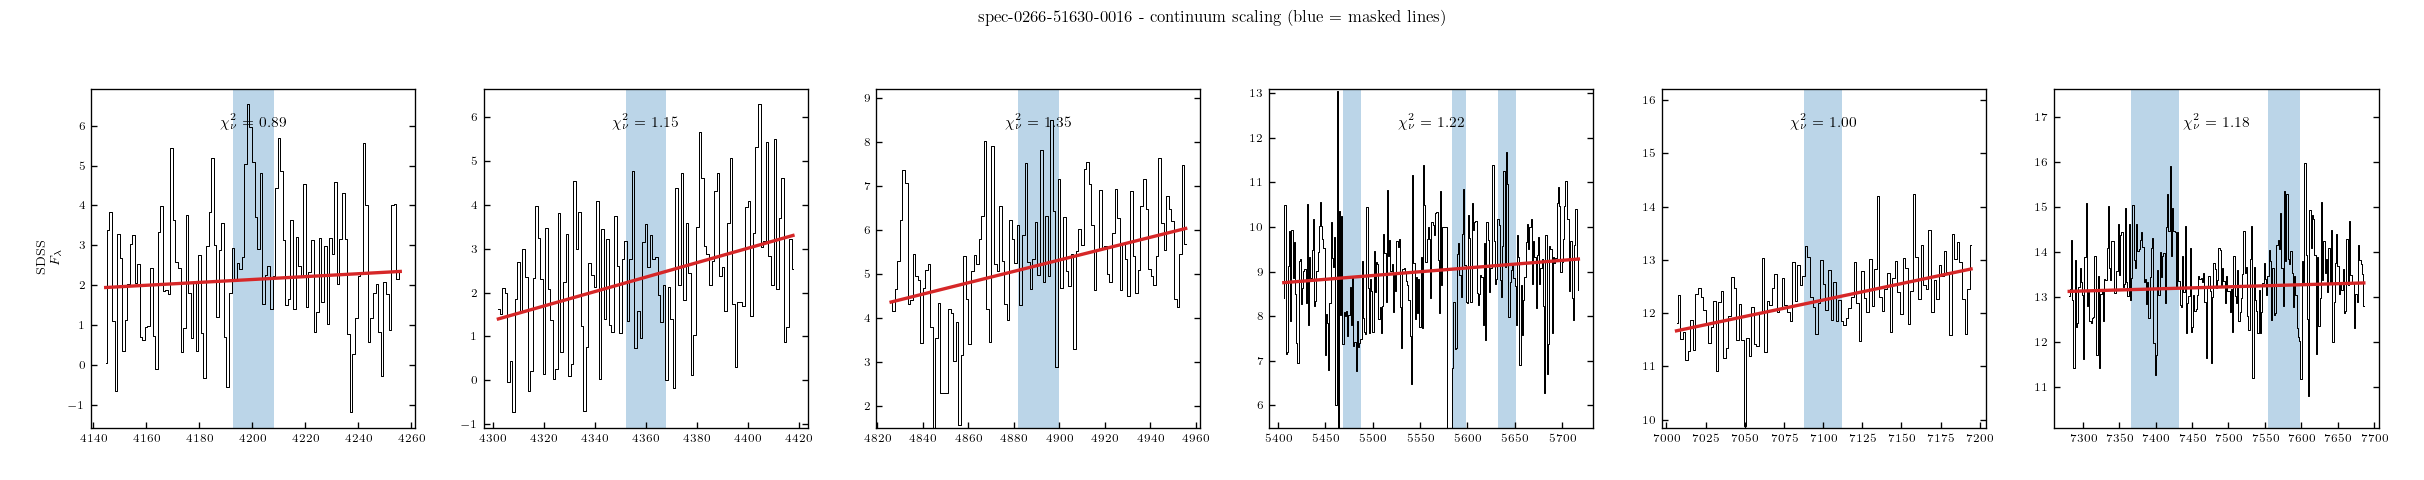 spec-0266-51630-0016 - continuum scaling (blue = masked lines)
SDSS
F_λ
χ²_ν = 0.89
−1 0 1 2 3 4 5 6
4140 4160 4180 4200 4220 4240 4260
χ²_ν = 1.15
−1 0 1 2 3 4 5 6
4300 4320 4340 4360 4380 4400 4420
χ²_ν = 1.35
2 3 4 5 6 7 8 9
4820 4840 4860 4880 4900 4920 4940 4960
χ²_ν = 1.22
6 7 8 9 10 11 12 13
5400 5450 5500 5550 5600 5650 5700
χ²_ν = 1.00
10 11 12 13 14 15 16
7000 7025 7050 7075 7100 7125 7150 7175 7200
χ²_ν = 1.18
11 12 13 14 15 16 17
7300 7350 7400 7450 7500 7550 7600 7650 7700